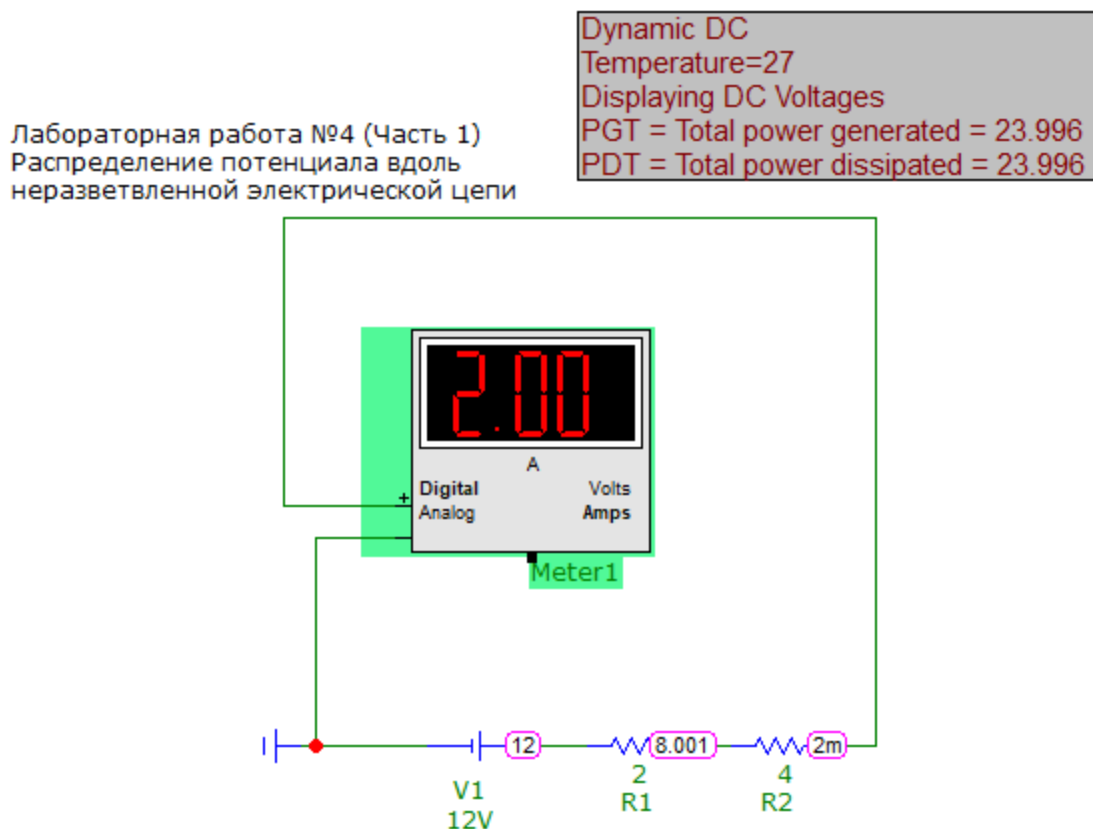 Dynamic DC
Temperature=27
Displaying DC Voltages
PGT = Total power generated = 23.996
PDT = Total power dissipated = 23.996
Лабораторная работа №4 (Часть 1)
Распределение потенциала вдоль
неразветвленной электрической цепи
2.00
A
+ Digital Volts
Analog Amps
Meter1
12 8.001 2m
V1 2 4
12V R1 R2